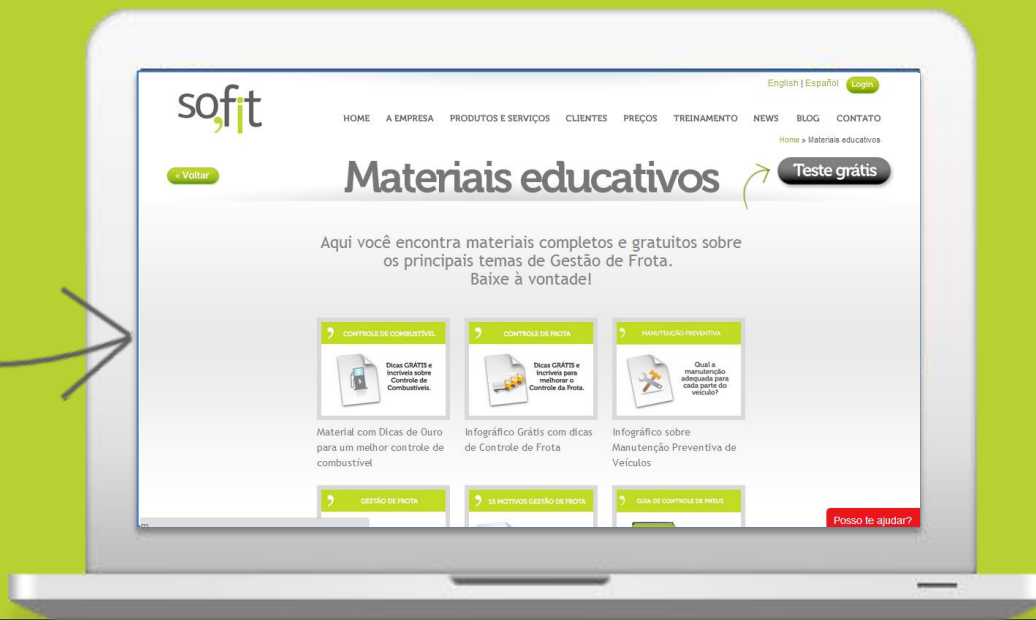 English | Español Login
so,fit
HOME A EMPRESA PRODUTOS E SERVIÇOS CLIENTES PREÇOS TREINAMENTO NEWS BLOG CONTATO
Home » Materiais educativos
< Voltar
Materiais educativos
Teste grátis
Aqui você encontra materiais completos e gratuitos sobre
os principais temas de Gestão de Frota.
Baixe à vontade!
CONTROLE DE COMBUSTÍVEL
Dicas GRÁTIS e
incríveis sobre
Controle de
Combustíveis.
Material com Dicas de Ouro
para um melhor controle de
combustível
CONTROLE DE FROTA
Dicas GRÁTIS e
incríveis para
melhorar o
Controle da Frota.
Infográfico Grátis com dicas
de Controle de Frota
MANUTENÇÃO PREVENTIVA
Qual a
manutenção
adequada para
cada parte do
veículo?
Infográfico sobre
Manutenção Preventiva de
Veículos
GESTÃO DE FROTA
15 MOTIVOS GESTÃO DE FROTA
GUIA DE CONTROLE DE PNEUS
Posso te ajudar?